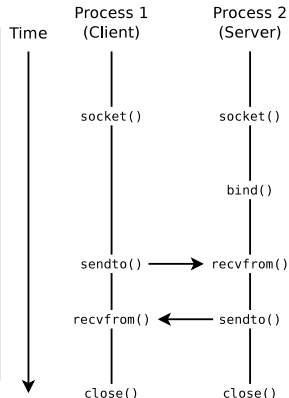 Process 1
(Client)
Process 2
(Server)
Time
socket()
socket()
bind()
sendto()
recvfrom()
recvfrom()
sendto()
close()
close()